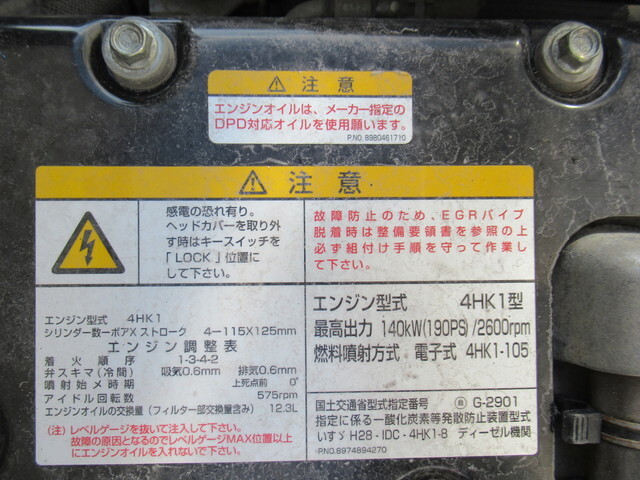 ⚠ 注意
エンジンオイルは、メーカー指定の
DPD対応オイルを使用願います。
P.NO. 8980461710
⚠ 注意
感電の恐れ有り。
ヘッドカバーを取り外
す時はキースイッチを
「LOCK」位置に
して下さい。
故障防止のため、EGRパイプ
脱着時は整備要領書を参照の上
必ず組付け手順を守って作業し
て下さい。
エンジン型式 4HK1
シリンダー数ーボアXストローク 4ー115X125mm
エンジン調整表
着火順序 1-3-4-2
弁スキマ(冷間) 吸気0.6mm 排気0.6mm
噴射始メ時期 上死点前 0°
アイドル回転数 575rpm
エンジンオイルの交換量(フィルター部交換量含み) 12.3L
(注)レベルゲージを抜いて注入して下さい。
故障の原因となるのでレベルゲージMAX位置以上
にエンジンオイルを入れないで下さい。
エンジン型式 4HK1型
最高出力 140kW(190PS)/2600rpm
燃料噴射方式 電子式 4HK1-105
国土交通省型式指定番号 G-2901
指定に係る一酸化炭素等発散防止装置型式
いすゞ H28-IDC-4HK1-8 ディーゼル機関
P.NO. 8974894270